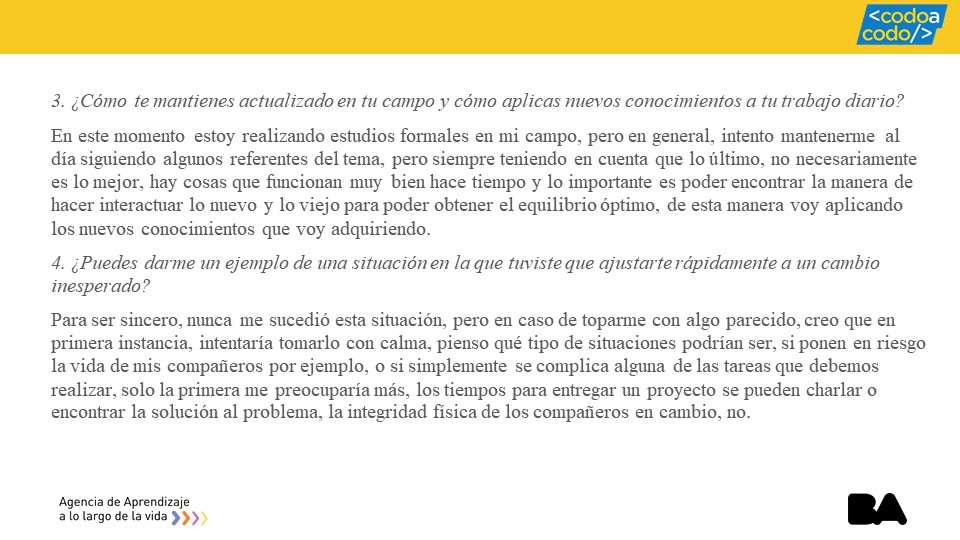 <codoa
codo/>
3. ¿Cómo te mantienes actualizado en tu campo y cómo aplicas nuevos conocimientos a tu trabajo diario?
En este momento estoy realizando estudios formales en mi campo, pero en general, intento mantenerme al
día siguiendo algunos referentes del tema, pero siempre teniendo en cuenta que lo último, no necesariamente
es lo mejor, hay cosas que funcionan muy bien hace tiempo y lo importante es poder encontrar la manera de
hacer interactuar lo nuevo y lo viejo para poder obtener el equilibrio óptimo, de esta manera voy aplicando
los nuevos conocimientos que voy adquiriendo.
4. ¿Puedes darme un ejemplo de una situación en la que tuviste que ajustarte rápidamente a un cambio
inesperado?
Para ser sincero, nunca me sucedió esta situación, pero en caso de toparme con algo parecido, creo que en
primera instancia, intentaría tomarlo con calma, pienso qué tipo de situaciones podrían ser, si ponen en riesgo
la vida de mis compañeros por ejemplo, o si simplemente se complica alguna de las tareas que debemos
realizar, solo la primera me preocuparía más, los tiempos para entregar un proyecto se pueden charlar o
encontrar la solución al problema, la integridad física de los compañeros en cambio, no.
Agencia de Aprendizaje
a lo largo de la vida
BA